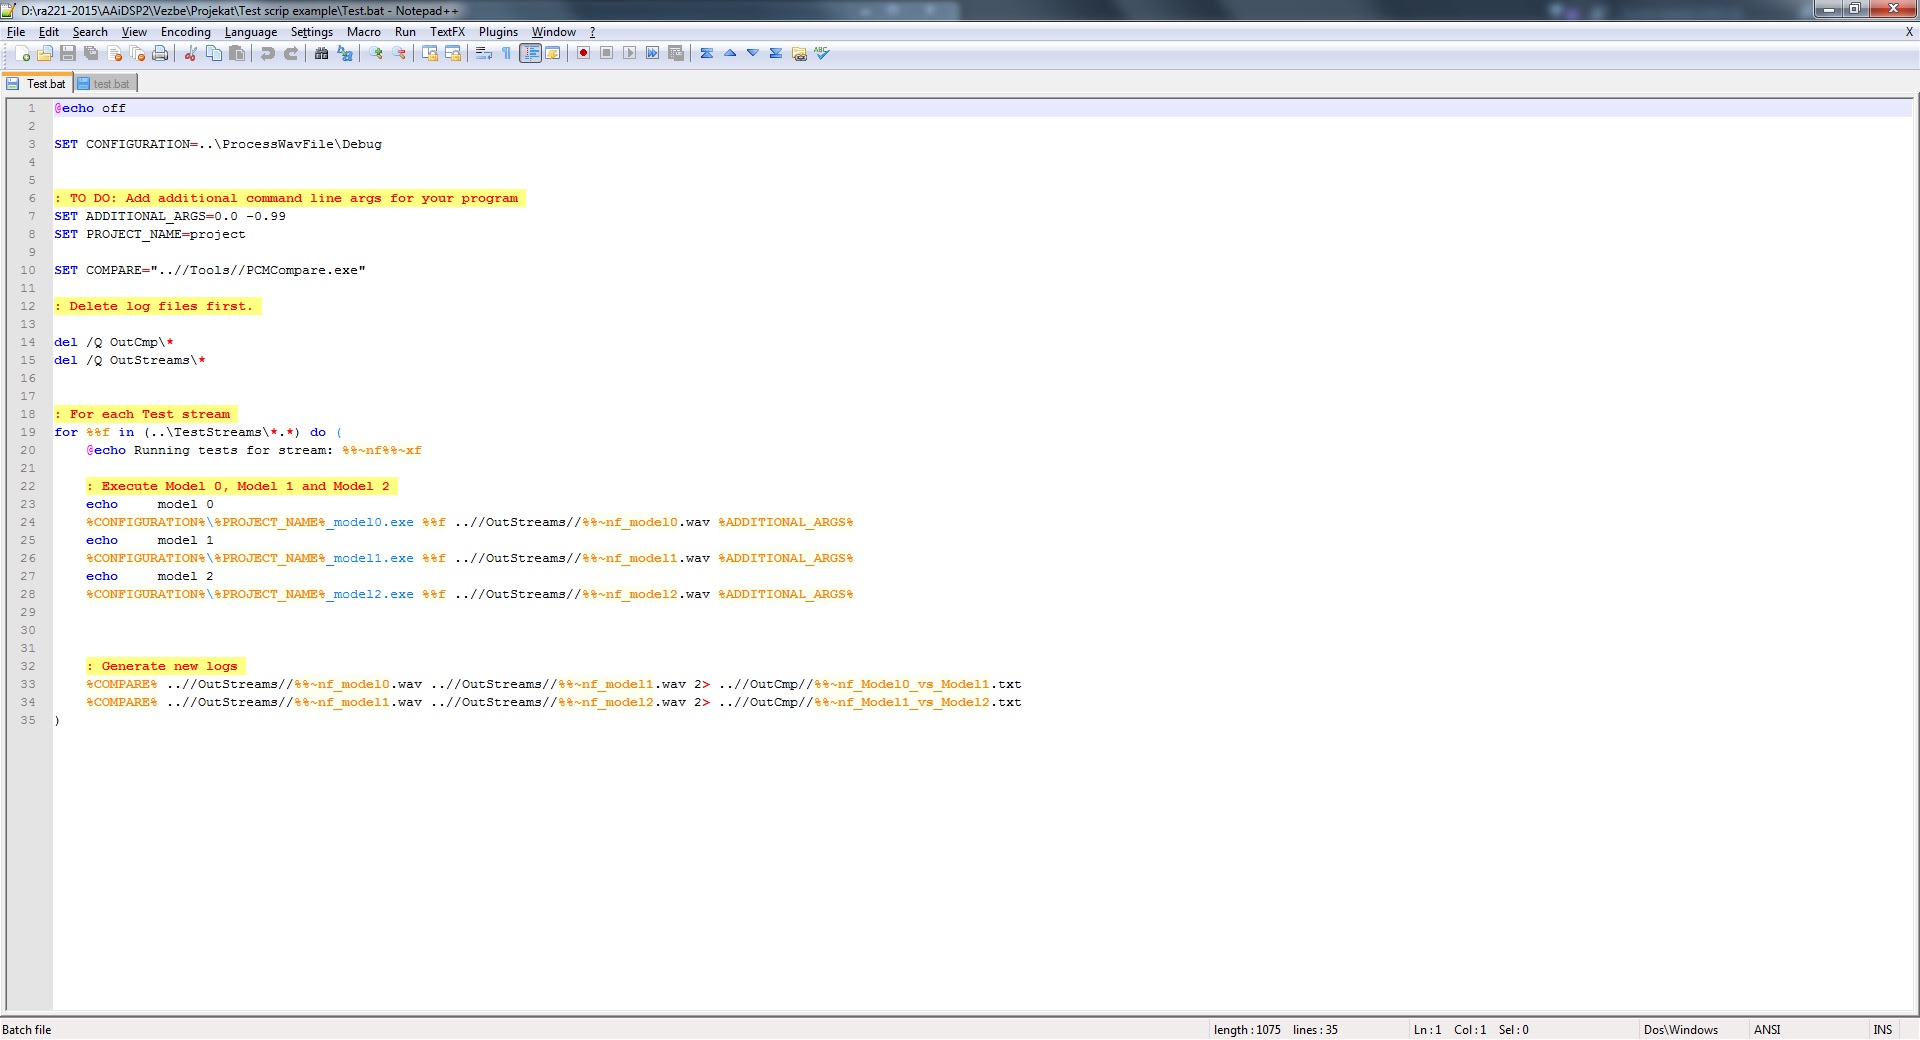 D:\ra221-2015\AAiDSP2\Vezbe\Projekat\Test scrip example\Test.bat - Notepad++
File Edit Search View Encoding Language Settings Macro Run TextFX Plugins Window ? X
Test.bat test.bat
1 @echo off
2
3 SET CONFIGURATION=..\ProcessWavFile\Debug
4
5
6 : TO DO: Add additional command line args for your program
7 SET ADDITIONAL_ARGS=0.0 -0.99
8 SET PROJECT_NAME=project
9
10 SET COMPARE="..//Tools//PCMCompare.exe"
11
12 : Delete log files first.
13
14 del /Q OutCmp\*
15 del /Q OutStreams\*
16
17
18 : For each Test stream
19 for %%f in (..\TestStreams\*.*) do (
20 @echo Running tests for stream: %%~nf%%~xf
21
22 : Execute Model 0, Model 1 and Model 2
23 echo model 0
24 %CONFIGURATION%\%PROJECT_NAME%_model0.exe %%f ..//OutStreams//%%~nf_model0.wav %ADDITIONAL_ARGS%
25 echo model 1
26 %CONFIGURATION%\%PROJECT_NAME%_model1.exe %%f ..//OutStreams//%%~nf_model1.wav %ADDITIONAL_ARGS%
27 echo model 2
28 %CONFIGURATION%\%PROJECT_NAME%_model2.exe %%f ..//OutStreams//%%~nf_model2.wav %ADDITIONAL_ARGS%
29
30
31
32 : Generate new logs
33 %COMPARE% ..//OutStreams//%%~nf_model0.wav ..//OutStreams//%%~nf_model1.wav 2> ..//OutCmp//%%~nf_Model0_vs_Model1.txt
34 %COMPARE% ..//OutStreams//%%~nf_model1.wav ..//OutStreams//%%~nf_model2.wav 2> ..//OutCmp//%%~nf_Model1_vs_Model2.txt
35 )
Batch file length : 1075 lines : 35 Ln : 1 Col : 1 Sel : 0 Dos\Windows ANSI INS